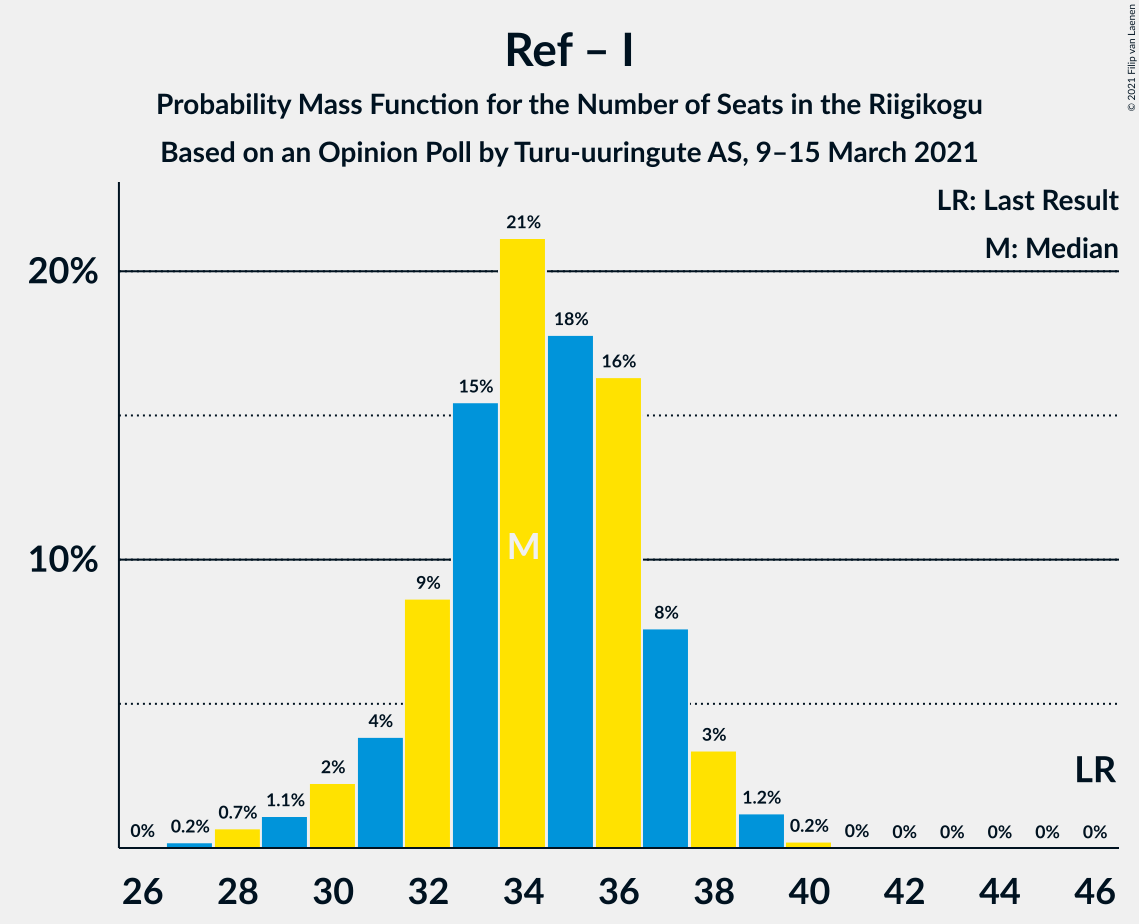 Ref – I
Probability Mass Function for the Number of Seats in the Riigikogu
Based on an Opinion Poll by Turu-uuringute AS, 9–15 March 2021
© 2021 Filip van Laenen
LR: Last Result
M: Median
20%
10%
0%
0.2%
0.7%
1.1%
2%
4%
9%
15%
21%
18%
16%
8%
3%
1.2%
0.2%
0%
0%
0%
0%
0%
0%
M
LR
26 28 30 32 34 36 38 40 42 44 46